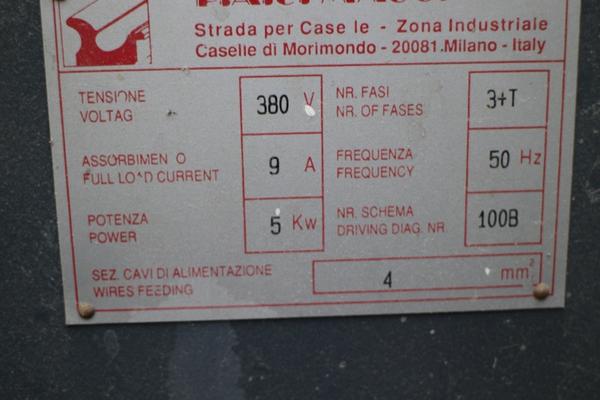 Strada per Case le - Zona Industriale
Caselle di Morimondo - 20081.Milano - Italy
TENSIONE
VOLTAG
380 V
NR. FASI
NR. OF FASES
3+T
ASSORBIMEN O
FULL LOAD CURRENT
9 A
FREQUENZA
FREQUENCY
50 Hz
POTENZA
POWER
5 Kw
NR. SCHEMA
DRIVING DIAG. NR.
100B
SEZ. CAVI DI ALIMENTAZIONE
WIRES FEEDING
4 mm²